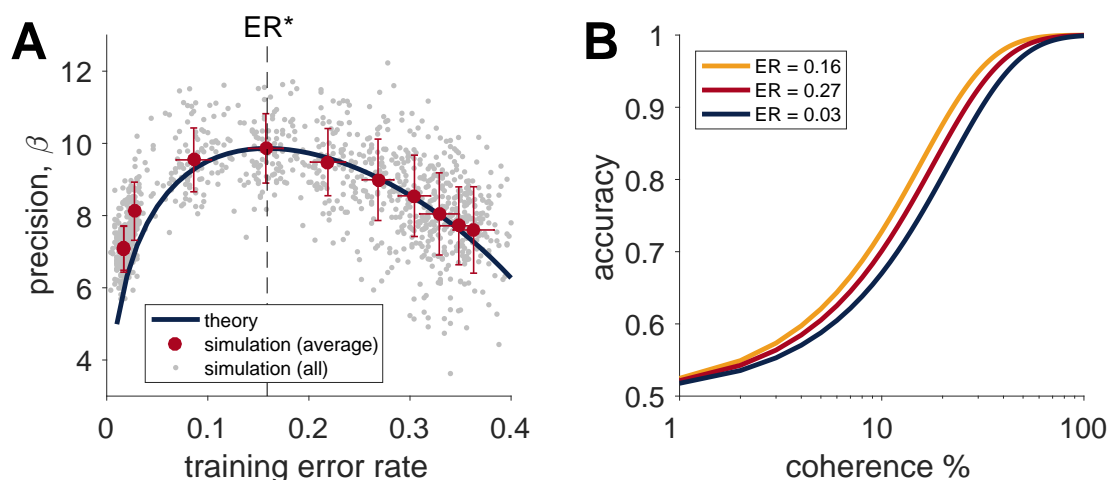 A
ER*
precision, β
12
10
8
6
4
theory
simulation (average)
simulation (all)
0
0.1
0.2
0.3
0.4
training error rate
B
accuracy
1
0.9
0.8
0.7
0.6
0.5
ER = 0.16
ER = 0.27
ER = 0.03
1
10
100
coherence %